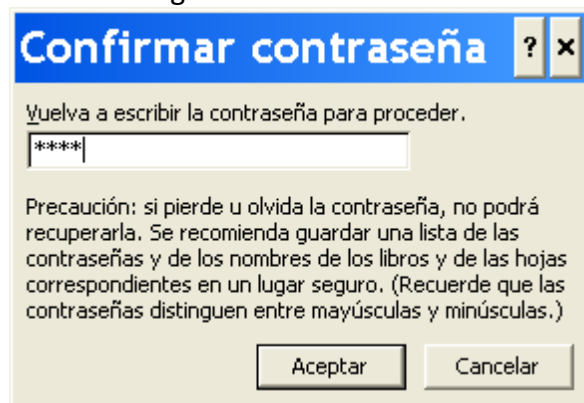 Confirmar contraseña ? ×
Vuelva a escribir la contraseña para proceder.
****
Precaución: si pierde u olvida la contraseña, no podrá
recuperarla. Se recomienda guardar una lista de las
contraseñas y de los nombres de los libros y de las hojas
correspondientes en un lugar seguro. (Recuerde que las
contraseñas distinguen entre mayúsculas y minúsculas.)
Aceptar Cancelar